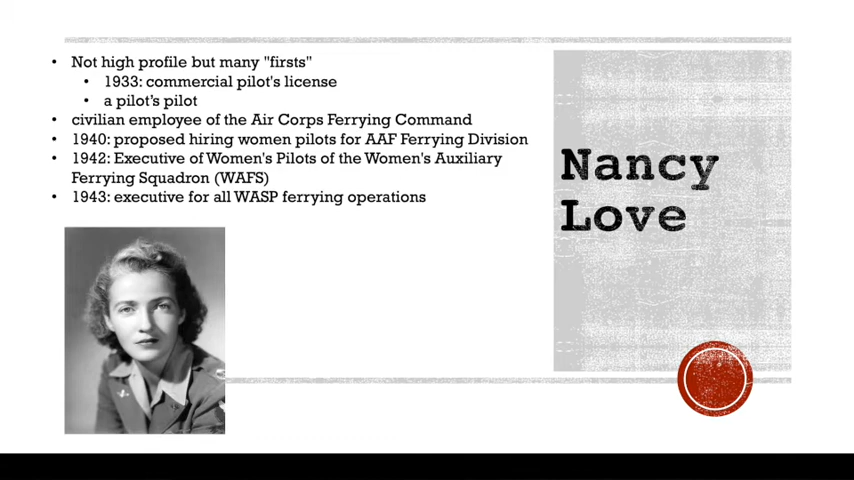 Not high profile but many "firsts"
1933: commercial pilot's license
a pilot's pilot
civilian employee of the Air Corps Ferrying Command
1940: proposed hiring women pilots for AAF Ferrying Division
1942: Executive of Women's Pilots of the Women's Auxiliary
Ferrying Squadron (WAFS)
1943: executive for all WASP ferrying operations
Nancy
Love